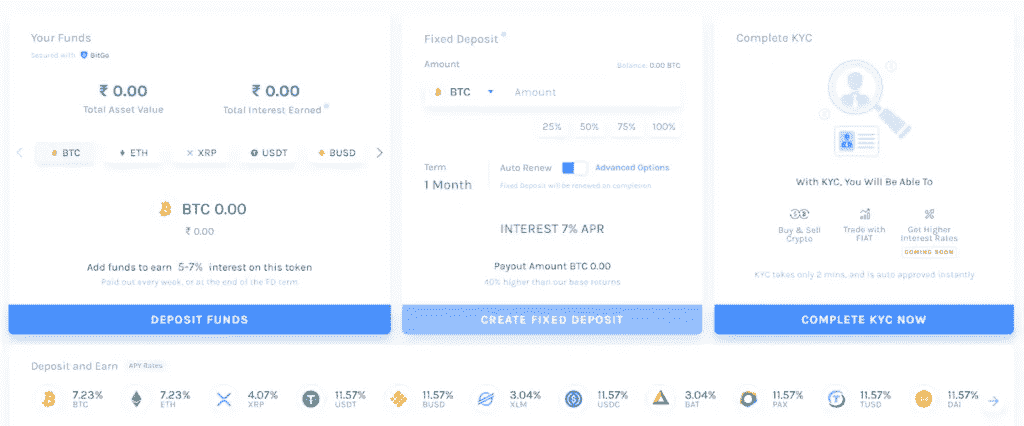 Your Funds
Secured with BitGo
₹ 0.00
Total Asset Value
₹ 0.00
Total Interest Earned
BTC
ETH
XRP
USDT
BUSD
BTC 0.00
₹ 0.00
Add funds to earn 5-7% interest on this token
Paid out every week, or at the end of the FD term
DEPOSIT FUNDS
Fixed Deposit
Amount
Balance: 0.00 BTC
BTC
Amount
25%
50%
75%
100%
Term
1 Month
Auto Renew
Advanced Options
Fixed Deposit will be renewed on completion
INTEREST 7% APR
Payout Amount BTC 0.00
40% higher than our base returns
CREATE FIXED DEPOSIT
Complete KYC
With KYC, You Will Be Able To
Buy & Sell
Crypto
Trade with
FIAT
Get Higher
Interest Rates
COMING SOON
KYC takes only 2 mins, and is auto approved instantly
COMPLETE KYC NOW
Deposit and Earn
APY Rates
7.23%
BTC
7.23%
ETH
4.07%
XRP
11.57%
USDT
11.57%
BUSD
3.04%
XLM
11.57%
USDC
3.04%
BAT
11.57%
PAX
11.57%
TUSD
11.57%
DAI